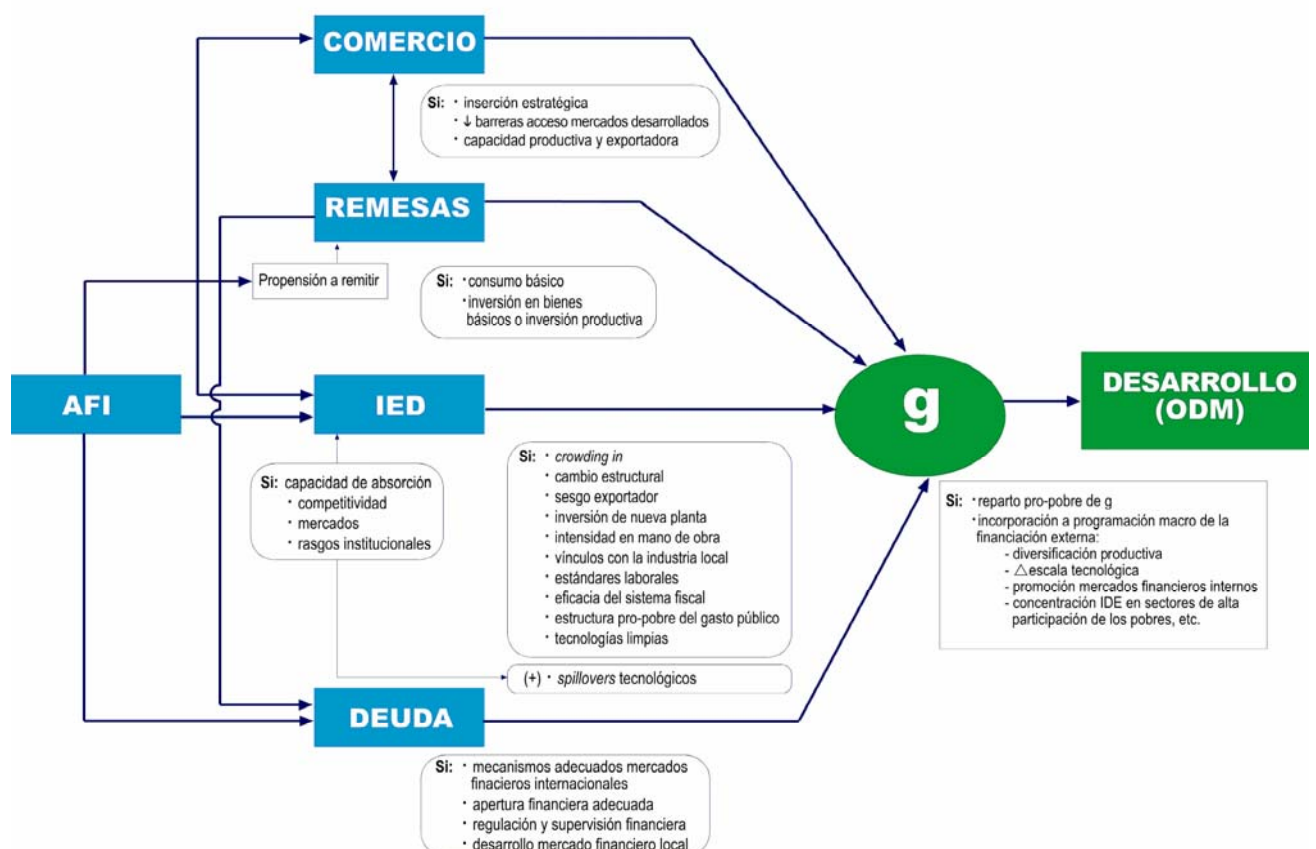 COMERCIO
Si: · inserción estratégica
· ↓ barreras acceso mercados desarrollados
· capacidad productiva y exportadora
REMESAS
Propensión a remitir
Si: · consumo básico
· inversión en bienes
básicos o inversión productiva
AFI
IED
g
DESARROLLO
(ODM)
Si: capacidad de absorción
· competitividad
· mercados
· rasgos institucionales
Si: · crowding in
· cambio estructural
· sesgo exportador
· inversión de nueva planta
· intensidad en mano de obra
· vínculos con la industria local
· estándares laborales
· eficacia del sistema fiscal
· estructura pro-pobre del gasto público
· tecnologías limpias
(+) · spillovers tecnológicos
Si: · reparto pro-pobre de g
· incorporación a programación macro de la
financiación externa:
- diversificación productiva
- △ escala tecnológica
- promoción mercados financieros internos
- concentración IDE en sectores de alta
participación de los pobres, etc.
DEUDA
Si: · mecanismos adecuados mercados
finacieros internacionales
· apertura financiera adecuada
· regulación y supervisión financiera
· desarrollo mercado financiero local